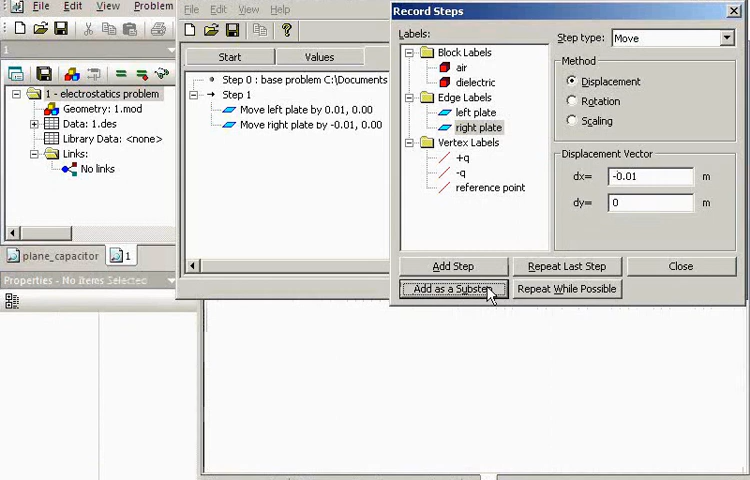 File Edit View Problem
1
1 - electrostatics problem
Geometry: 1.mod
Data: 1.des
Library Data: <none>
Links:
No links
plane_capacitor 1
Properties - No Items Selected
File Edit View Help
Start Values
Step 0 : base problem C:\Documents
Step 1
Move left plate by 0.01, 0.00
Move right plate by -0.01, 0.00
Record Steps
Labels:
Block Labels
air
dielectric
Edge Labels
left plate
right plate
Vertex Labels
+q
-q
reference point
Step type: Move
Method
Displacement
Rotation
Scaling
Displacement Vector
dx= -0.01 m
dy= 0 m
Add Step Repeat Last Step Close
Add as a Substep Repeat While Possible